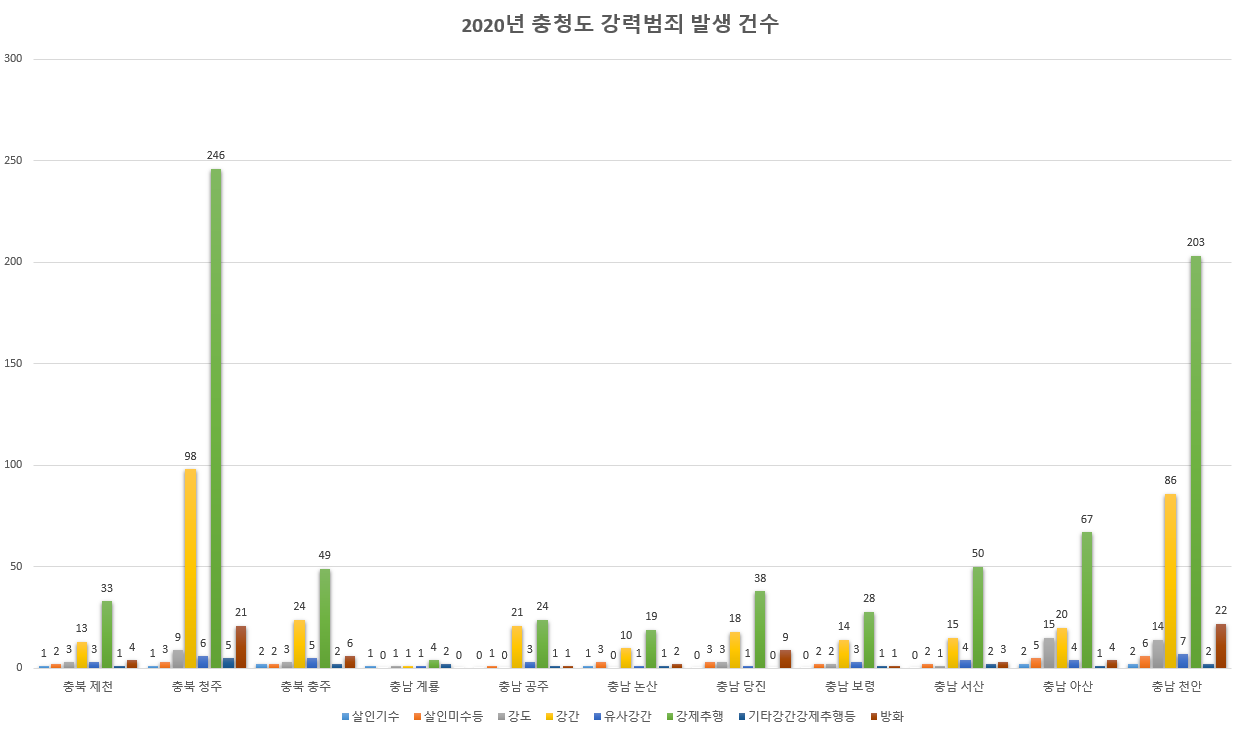 2020년 충청도 강력범죄 발생 건수
300
250
200
150
100
50
0
1 2 3 13 3 33 1 4
1 3 9 98 6 246 5 21
2 2 3 24 5 49 2 6
1 0 1 1 1 4 2 0
0 1 0 21 3 24 1 1
1 3 0 10 1 19 1 2
0 3 3 18 1 38 0 9
0 2 2 14 3 28 1 1
0 2 1 15 4 50 2 3
2 5 15 20 4 67 1 4
2 6 14 86 7 203 2 22
충북 제천 충북 청주 충북 충주 충남 계룡 충남 공주 충남 논산 충남 당진 충남 보령 충남 서산 충남 아산 충남 천안
살인기수 살인미수등 강도 강간 유사강간 강제추행 기타강간강제추행등 방화